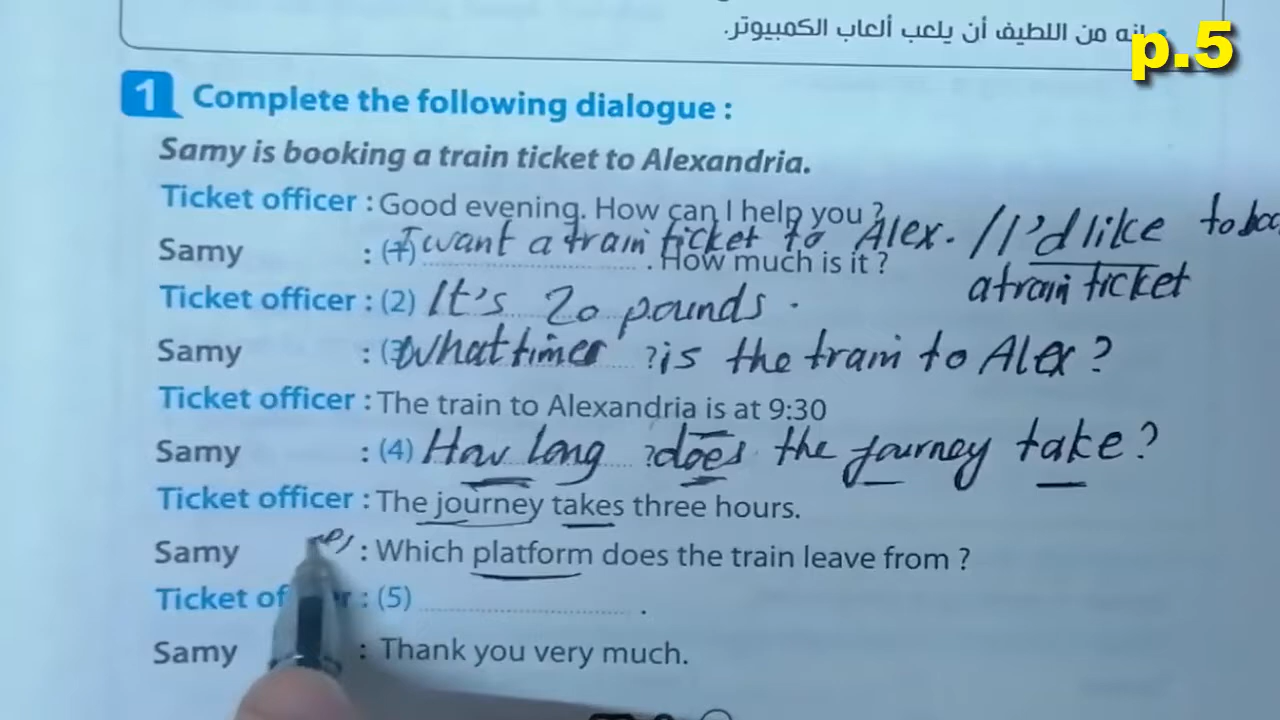 إنه من اللطيف أن يلعب ألعاب الكمبيوتر.
p.5
1 Complete the following dialogue :
Samy is booking a train ticket to Alexandria.
Ticket officer : Good evening. How can I help you ?
Samy : (1) I want a train ticket to Alex. // I'd like to boo
a train ticket
. How much is it ?
Ticket officer : (2) It's 20 pounds .
Samy : (3) What time ? is the train to Alex ?
Ticket officer : The train to Alexandria is at 9:30
Samy : (4) How long ? does the journey take ?
Ticket officer : The journey takes three hours.
Samy : Which platform does the train leave from ?
Ticket of r : (5) .
Samy : Thank you very much.